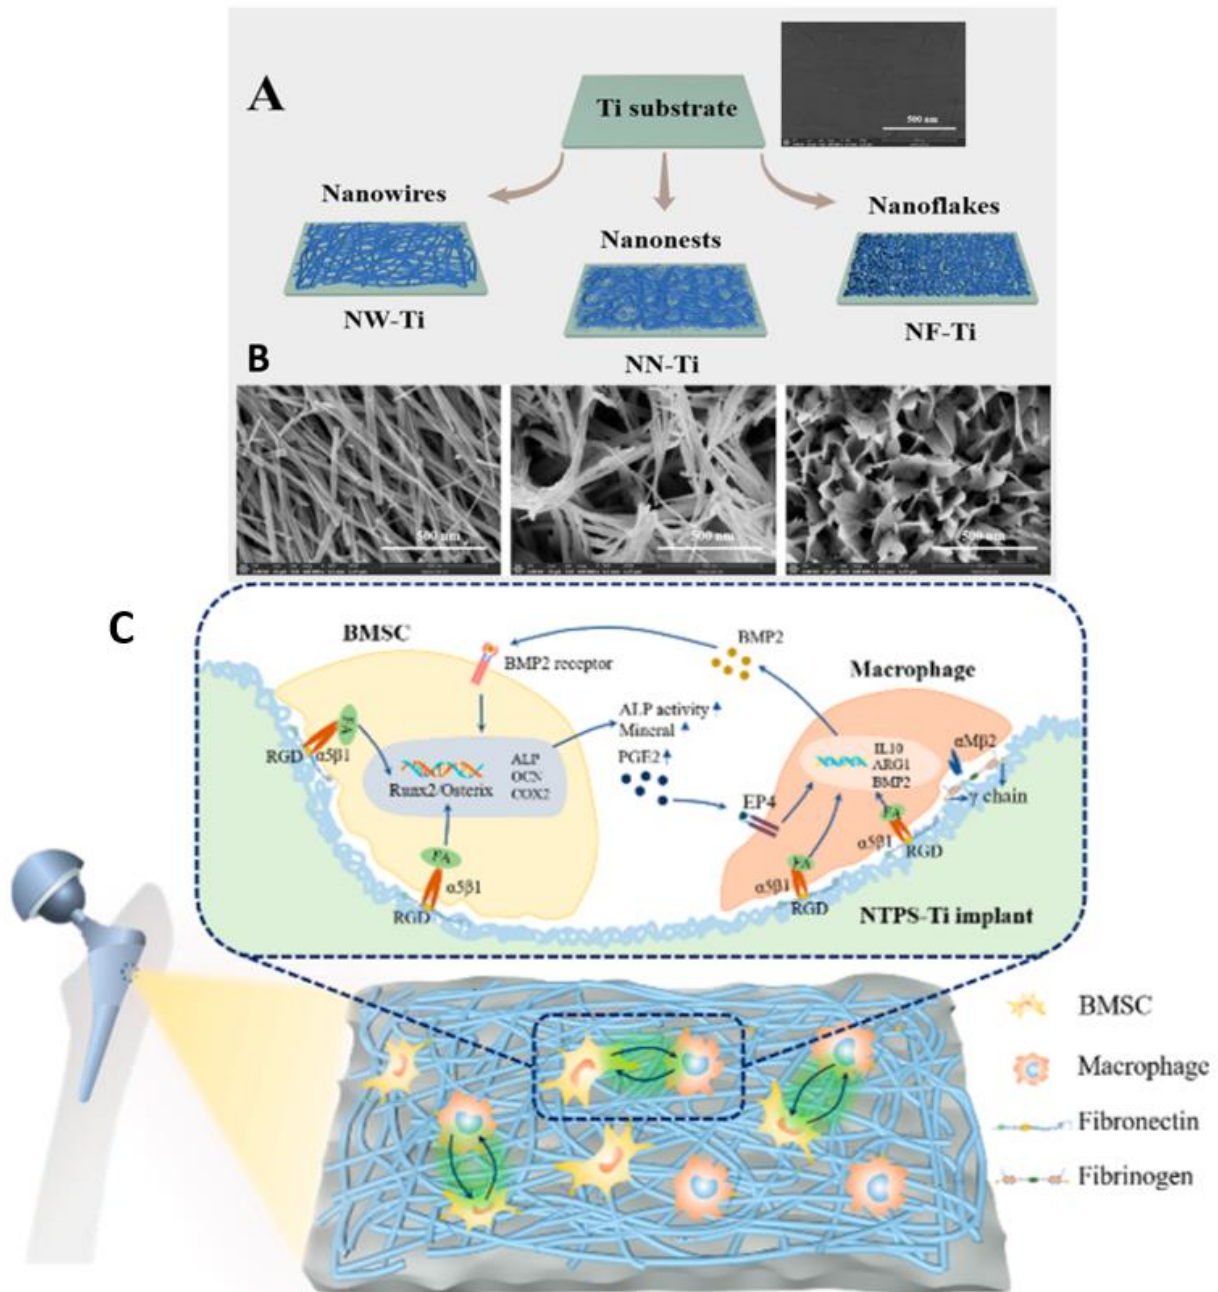 A
Ti substrate
500 nm
Nanowires
Nanonests
Nanoflakes
NW-Ti
NN-Ti
NF-Ti
B
500 nm
500 nm
500 nm
C
BMSC
BMP2 receptor
BMP2
Macrophage
ALP activity
Mineral
PGE2
FA
RGD
α5β1
Runx2/Osterix
ALP
OCN
COX2
FA
α5β1
RGD
EP4
IL10
ARG1
BMP2
αMβ2
γ chain
FA
α5β1
RGD
FA
α5β1
RGD
NTPS-Ti implant
BMSC
Macrophage
Fibronectin
Fibrinogen